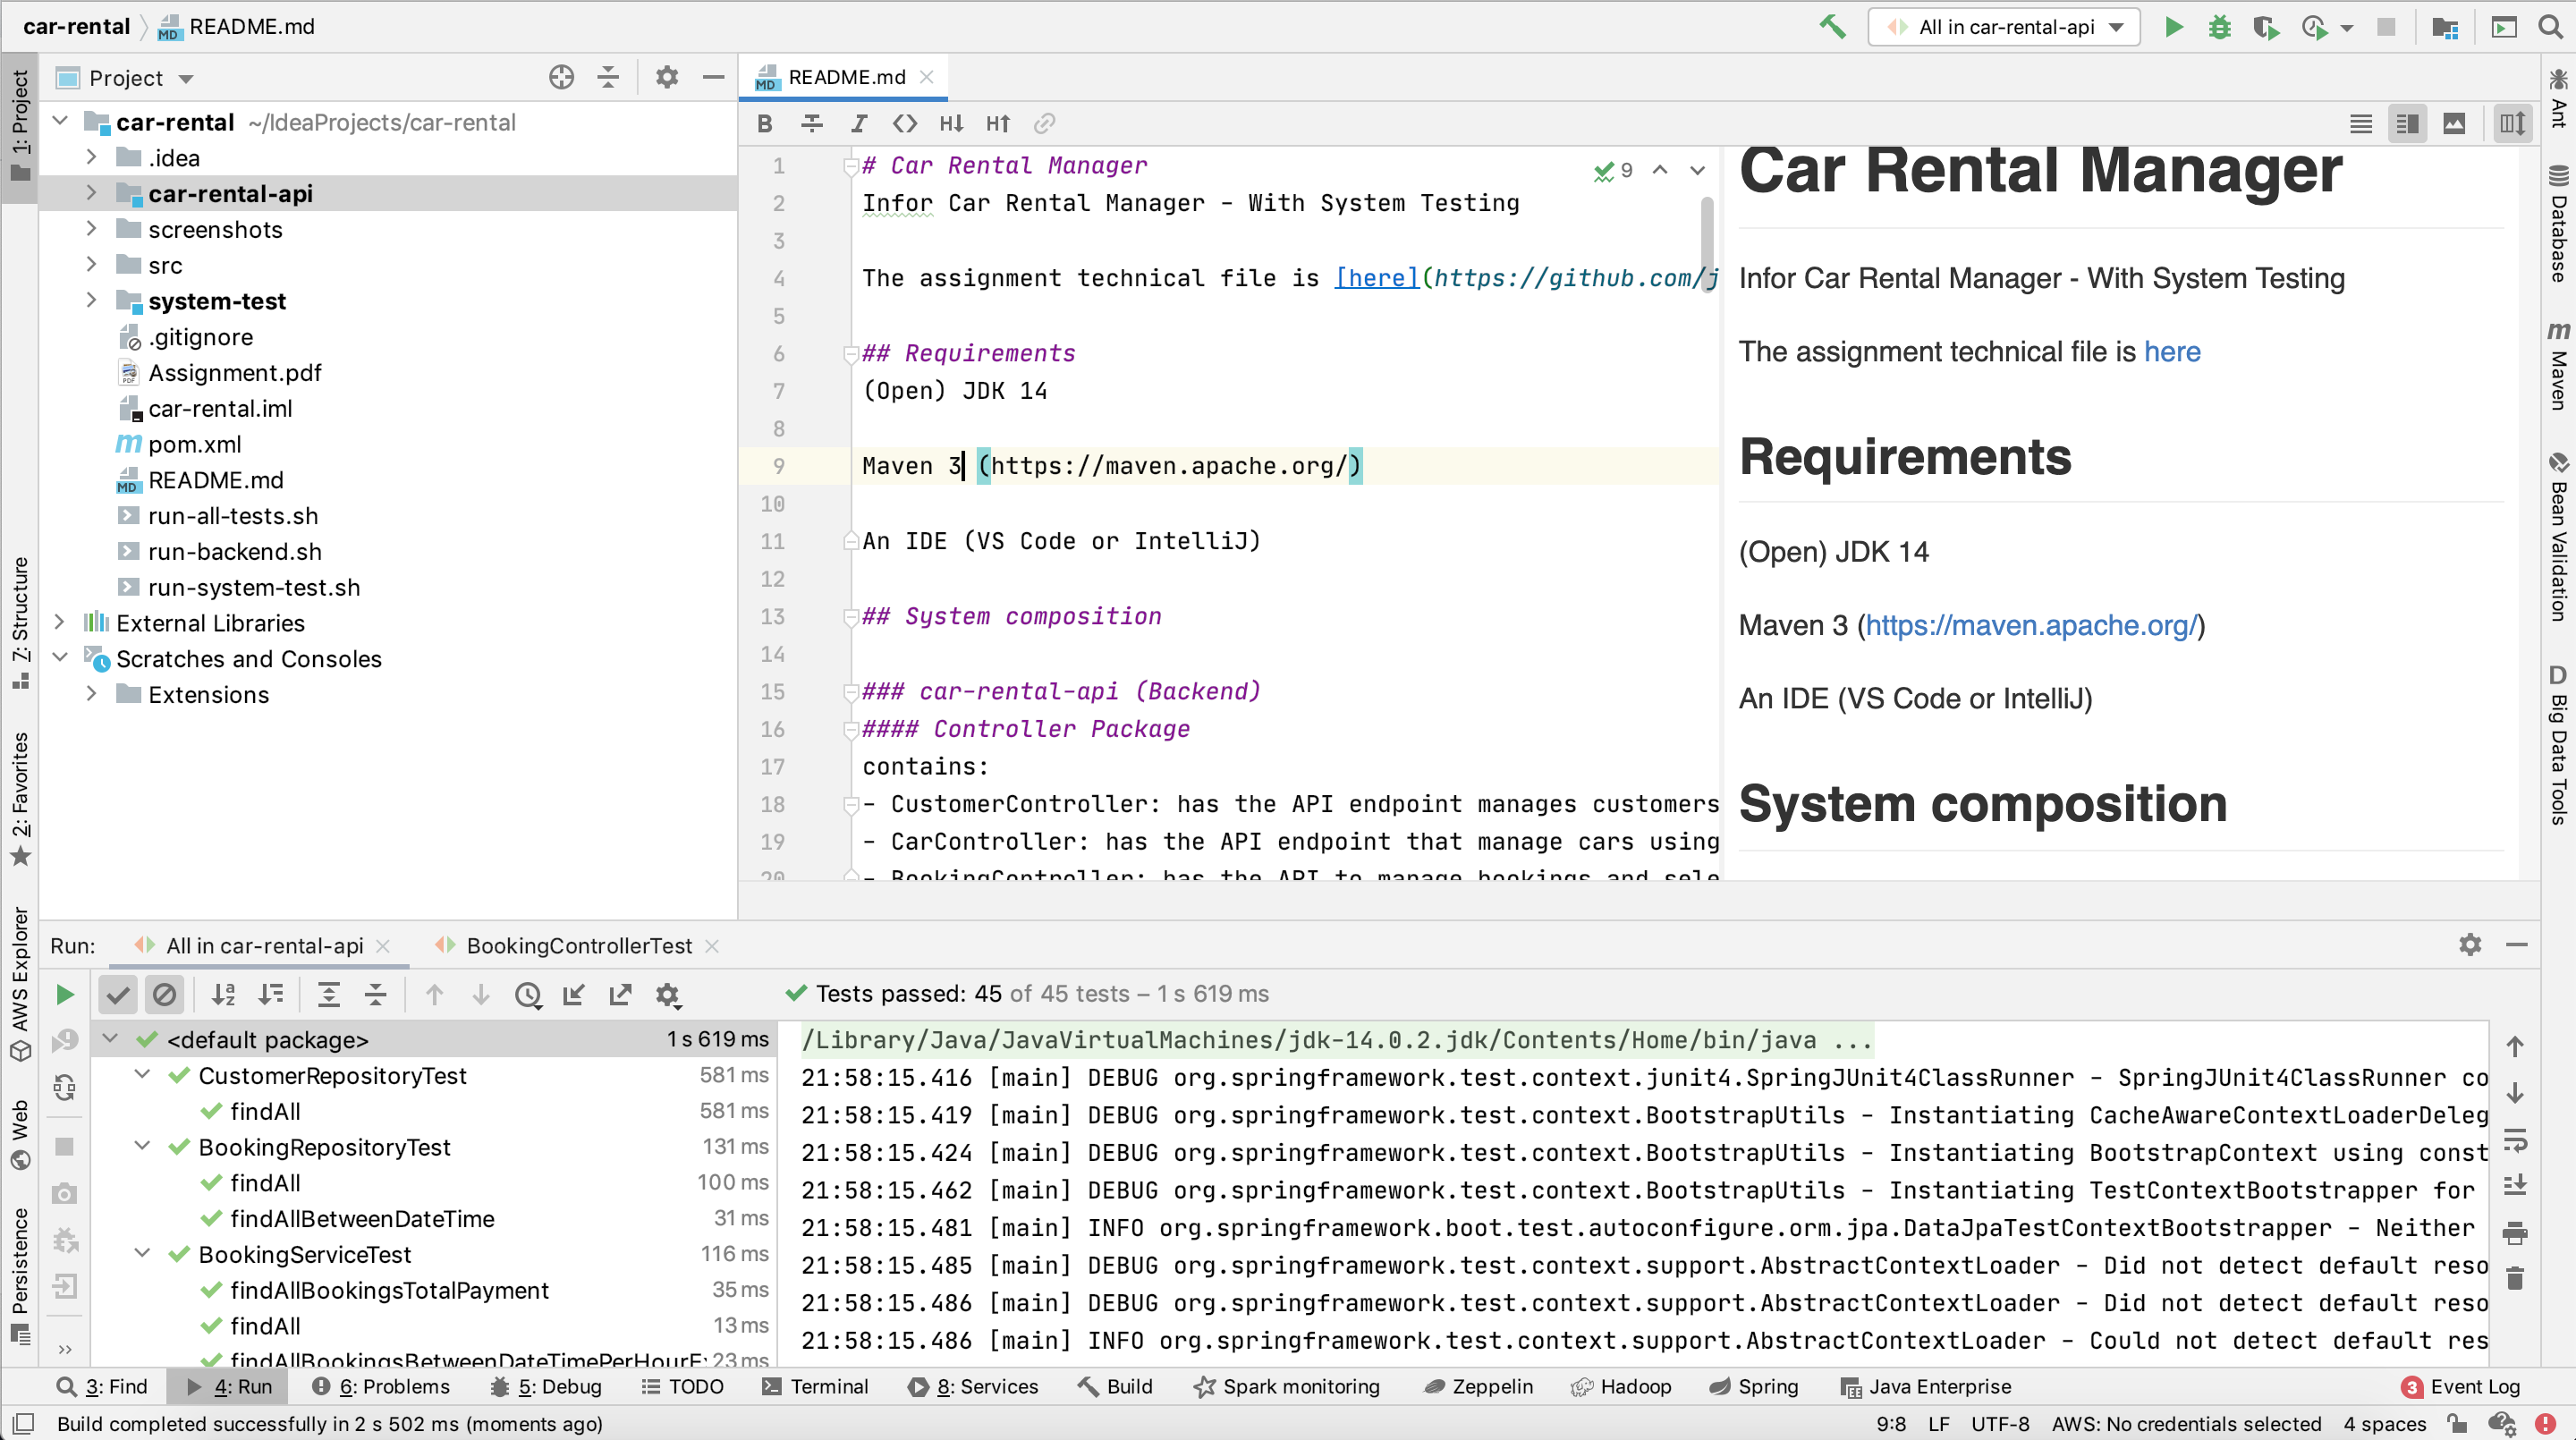 car-rental README.md All in car-rental-api
1: Project
Project
car-rental ~/IdeaProjects/car-rental
.idea
car-rental-api
screenshots
src
system-test
.gitignore
Assignment.pdf
car-rental.iml
pom.xml
README.md
run-all-tests.sh
run-backend.sh
run-system-test.sh
External Libraries
Scratches and Consoles
Extensions
7: Structure
2: Favorites
AWS Explorer
Web
Persistence
README.md
B I <> H↓ H↑
9
1 # Car Rental Manager
2 Infor Car Rental Manager - With System Testing
3
4 The assignment technical file is [here](https://github.com/j
5
6 ## Requirements
7 (Open) JDK 14
8
9 Maven 3 (https://maven.apache.org/)
10
11 An IDE (VS Code or IntelliJ)
12
13 ## System composition
14
15 ### car-rental-api (Backend)
16 #### Controller Package
17 contains:
18 - CustomerController: has the API endpoint manages customers
19 - CarController: has the API endpoint that manage cars using
20 - BookingController: has the API to manage bookings and sele
Car Rental Manager
Infor Car Rental Manager - With System Testing
The assignment technical file is here
Requirements
(Open) JDK 14
Maven 3 (https://maven.apache.org/)
An IDE (VS Code or IntelliJ)
System composition
Ant
Database
Maven
Bean Validation
D Big Data Tools
Run: All in car-rental-api BookingControllerTest
Tests passed: 45 of 45 tests – 1 s 619 ms
<default package> 1 s 619 ms
CustomerRepositoryTest 581 ms
findAll 581 ms
BookingRepositoryTest 131 ms
findAll 100 ms
findAllBetweenDateTime 31 ms
BookingServiceTest 116 ms
findAllBookingsTotalPayment 35 ms
findAll 13 ms
findAllBookingsBetweenDateTimePerHourF 23 ms
/Library/Java/JavaVirtualMachines/jdk-14.0.2.jdk/Contents/Home/bin/java ...
21:58:15.416 [main] DEBUG org.springframework.test.context.junit4.SpringJUnit4ClassRunner - SpringJUnit4ClassRunner co
21:58:15.419 [main] DEBUG org.springframework.test.context.BootstrapUtils - Instantiating CacheAwareContextLoaderDeleg
21:58:15.424 [main] DEBUG org.springframework.test.context.BootstrapUtils - Instantiating BootstrapContext using const
21:58:15.462 [main] DEBUG org.springframework.test.context.BootstrapUtils - Instantiating TestContextBootstrapper for
21:58:15.481 [main] INFO org.springframework.boot.test.autoconfigure.orm.jpa.DataJpaTestContextBootstrapper - Neither
21:58:15.485 [main] DEBUG org.springframework.test.context.support.AbstractContextLoader - Did not detect default reso
21:58:15.486 [main] DEBUG org.springframework.test.context.support.AbstractContextLoader - Did not detect default reso
21:58:15.486 [main] INFO org.springframework.test.context.support.AbstractContextLoader - Could not detect default res
3: Find 4: Run 6: Problems 5: Debug TODO Terminal 8: Services Build Spark monitoring Zeppelin Hadoop Spring Java Enterprise 3 Event Log
Build completed successfully in 2 s 502 ms (moments ago) 9:8 LF UTF-8 AWS: No credentials selected 4 spaces